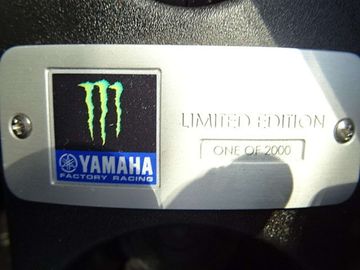 LIMITED EDITION
ONE OF 2000
YAMAHA
FACTORY RACING